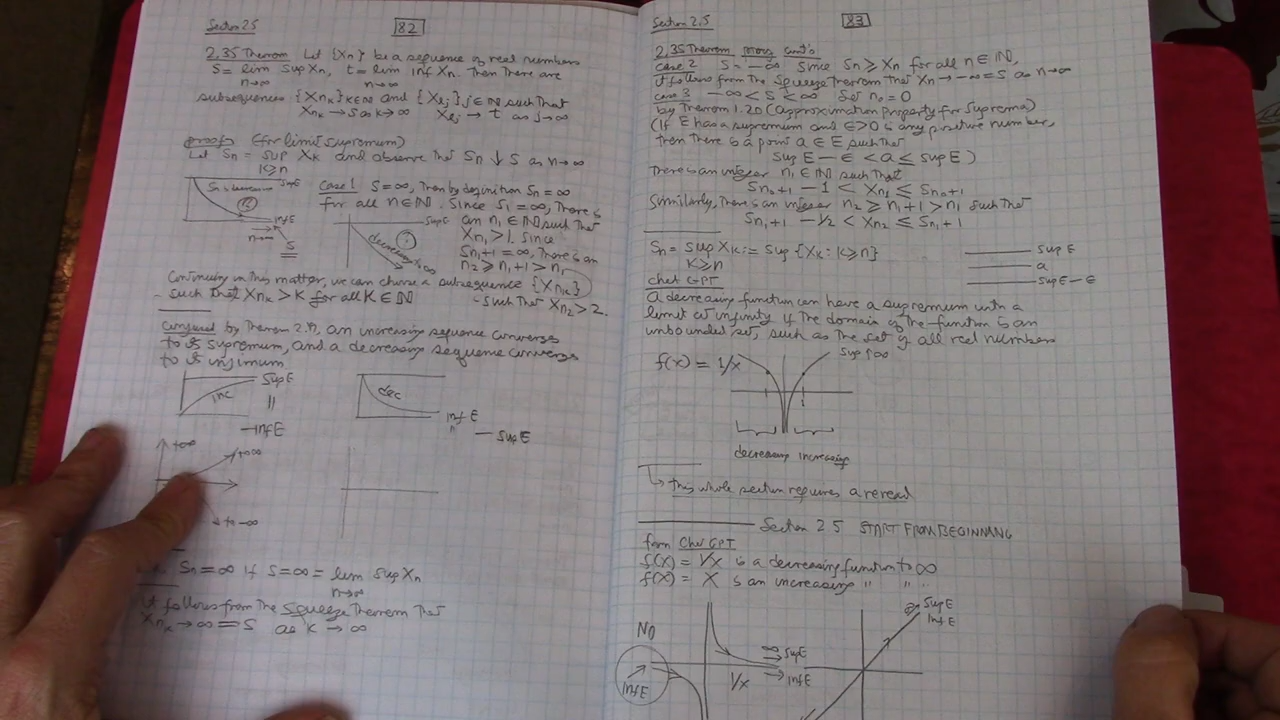 Section 2.5 82
2.35 Theorem Let {Xn} be a sequence of real numbers
S = lim Sup Xn, t = lim inf Xn. Then There are
n→∞ n→∞
subsequences {Xnk}k∈N and {Xlj}j∈N such that
Xnk → S as k→∞ Xlj → t as j→∞
proof: (for limit supremum)
Let Sn = sup Xk and observe that Sn ↓ S as n→∞
k≥n
Sup E
inf E
n→∞
S
Case 1 S=∞, Then by definition Sn = ∞
for all n∈N. Since S1 = ∞, There is
an n1 ∈ N such that
Xn1 > 1. Since
Sn1+1 = ∞, There is an
n2 ≥ n1+1 > n1
Sup E
decreasing
- such that Xn2 > 2.
Continuing in this matter, we can choose a subsequence {Xnk}
- such that Xnk > k for all k∈N
by Theorem 2.19, an increasing sequence converges
to its supremum, and a decreasing sequence converges
to its infimum
Sup E
inc
inf E
dec
inf E
Sup E
+∞
→+∞
→ -∞
Sn = ∞ if S = ∞ = lim sup Xn
n→∞
it follows from The Squeeze Theorem that
Xnk → ∞ = S as k → ∞
Section 2.5 83
2.35 Theorem proof cont'd
case 2 S = -∞ Since Sn ≥ Xn for all n∈N,
it follows from the Squeeze Theorem that Xn → -∞ = S as n→∞
case 3 -∞ < S < ∞ Set n0 = 0
by Theorem 1.20 (Approximation Property for Suprema)
(If E has a supremum and ε>0 is any positive number,
then there is a point a ∈ E such that
Sup E - ε < a ≤ sup E)
There is an integer n1 ∈ N such that
Sn0+1 - 1 < Xn1 ≤ Sn0+1
Similarly, there is an integer n2 ≥ n1+1 > n1 such that
Sn1+1 - 1/2 < Xn2 ≤ Sn1+1
Sn = sup Xk := Sup {Xk : k≥n}
k≥n
Sup E
a
Sup E - ε
chat GPT
A decreasing function can have a supremum with a
limit at infinity if the domain of the function is an
unbounded set, such as the set of all real numbers
f(x) = 1/x
Sup
decreasing increasing
this whole section requires a reread
Section 2.5 START FROM BEGINNING
from Chat GPT
f(x) = 1/x is a decreasing function to ∞
f(x) = x is an increasing " " "
NO
inf E
1/x
∞ Sup E
inf E
Sup E
inf E